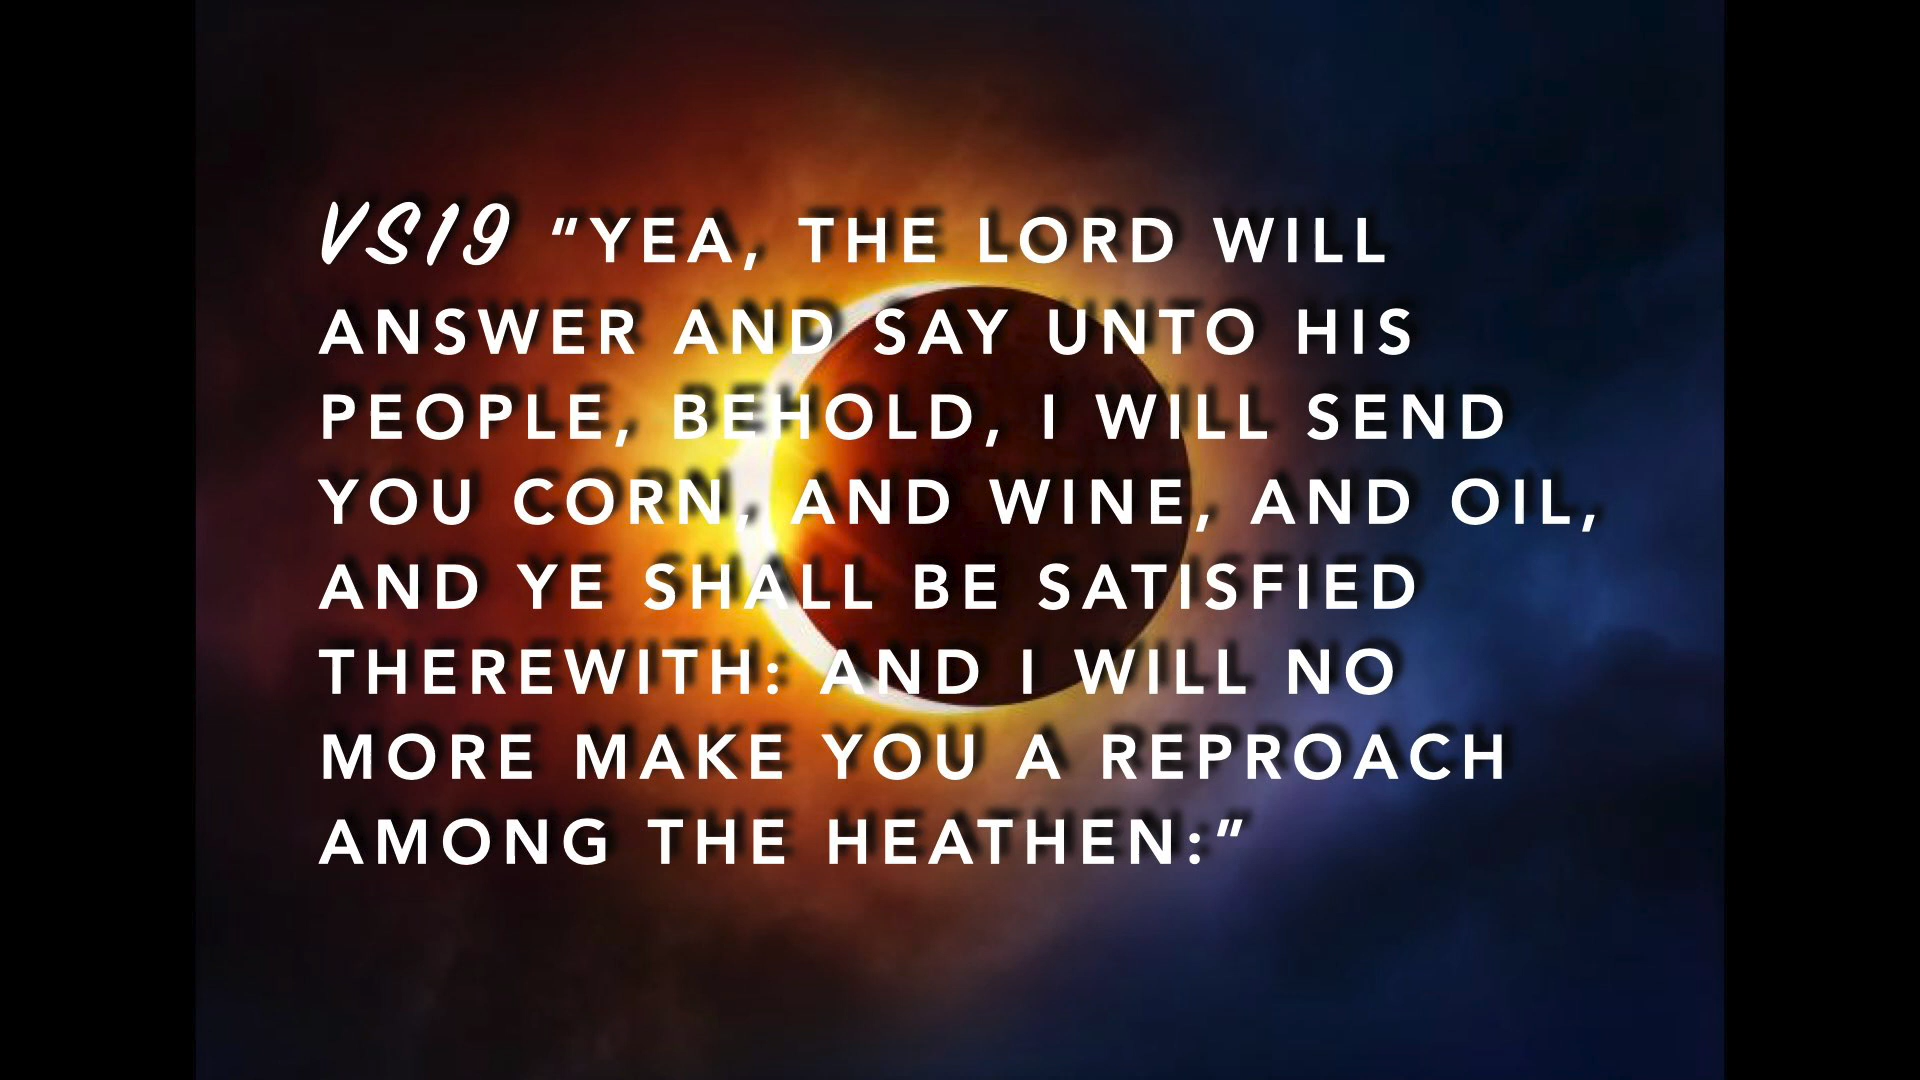 VS19 “YEA, THE LORD WILL
ANSWER AND SAY UNTO HIS
PEOPLE, BEHOLD, I WILL SEND
YOU CORN, AND WINE, AND OIL,
AND YE SHALL BE SATISFIED
THEREWITH: AND I WILL NO
MORE MAKE YOU A REPROACH
AMONG THE HEATHEN:”